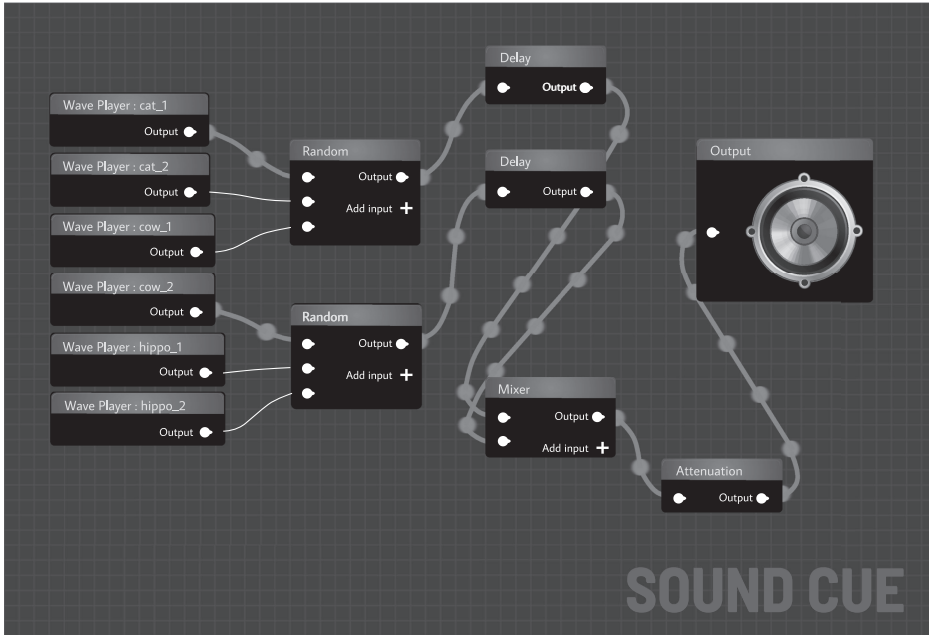 Wave Player : cat_1
Output
Wave Player : cat_2
Output
Wave Player : cow_1
Output
Wave Player : cow_2
Output
Wave Player : hippo_1
Output
Wave Player : hippo_2
Output
Random
Output
Add input +
Random
Output
Add input +
Delay
Output
Delay
Output
Mixer
Output
Add input +
Attenuation
Output
Output
SOUND CUE